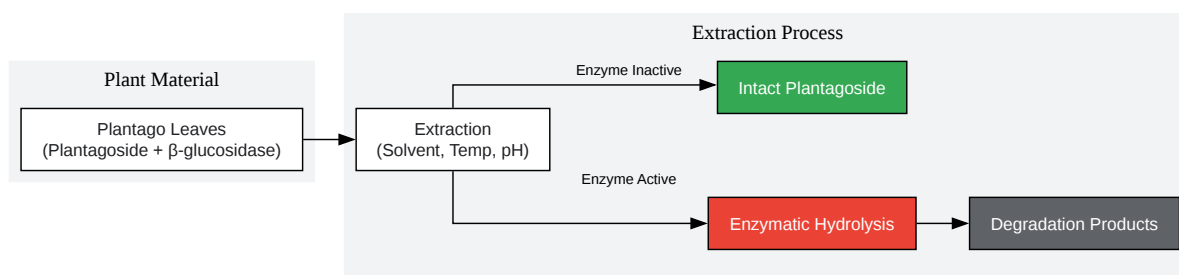 Extraction Process
Plant Material
Enzyme Inactive
Intact Plantagoside
Plantago Leaves
(Plantagoside + β-glucosidase)
Extraction
(Solvent, Temp, pH)
Enzyme Active
Enzymatic Hydrolysis
Degradation Products